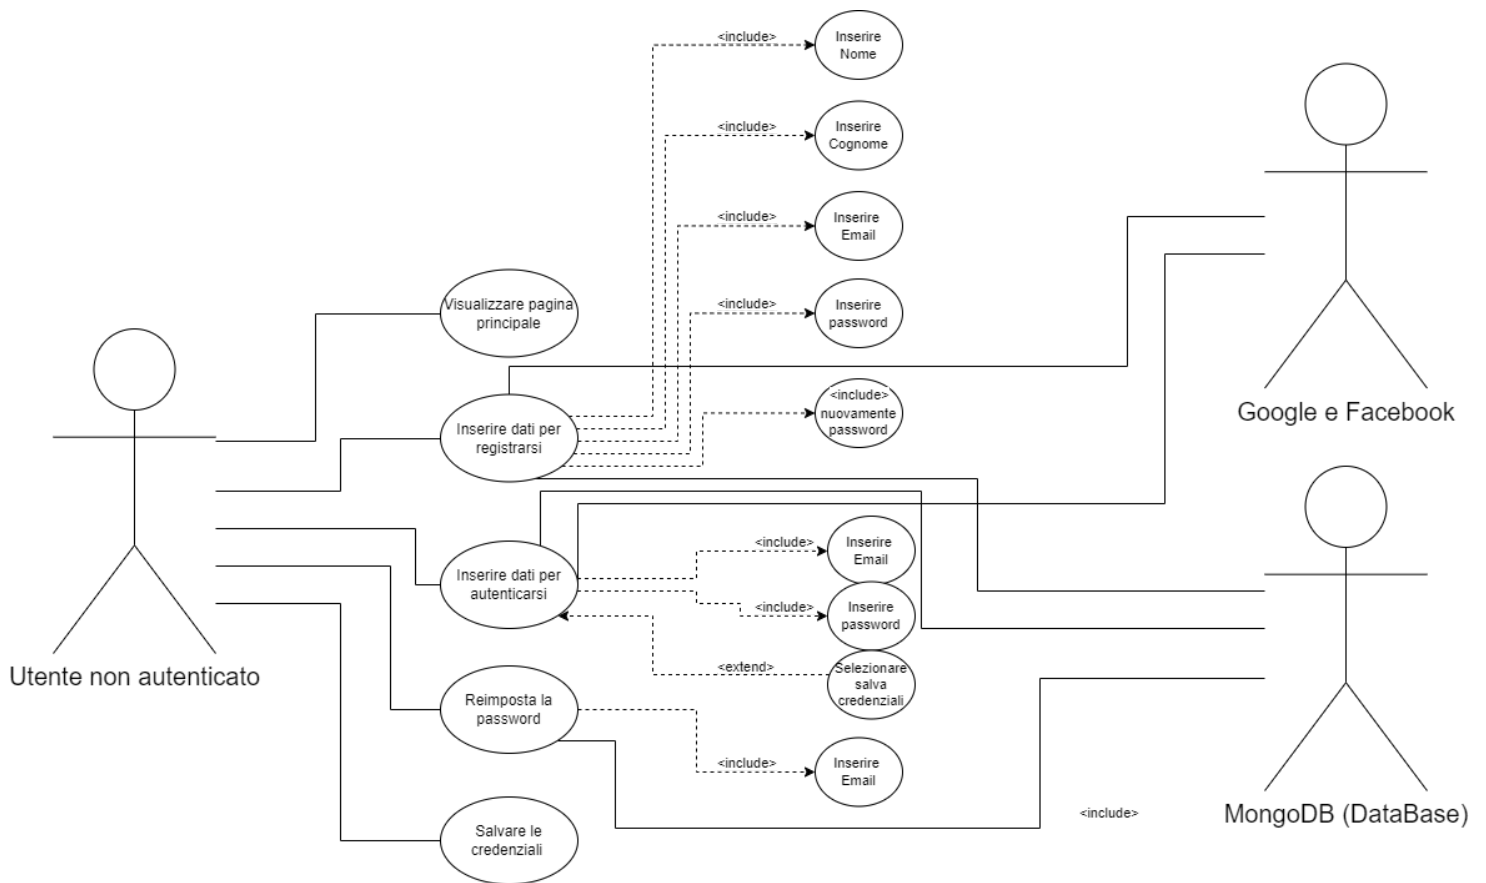 <include>
Inserire
Nome
<include>
Inserire
Cognome
<include>
Inserire
Email
<include>
Inserire
password
Visualizzare pagina
principale
<include>
nuovamente
password
Inserire dati per
registrarsi
Google e Facebook
<include>
Inserire
Email
Inserire dati per
autenticarsi
<include>
Inserire
password
<extend>
Selezionare
salva
credenziali
Utente non autenticato
Reimposta la
password
<include>
Inserire
Email
<include>
MongoDB (DataBase)
Salvare le
credenziali